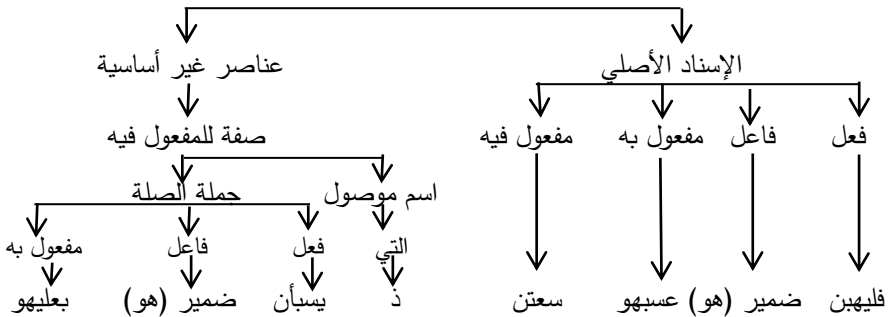 الإسناد الأصلي عناصر غير أساسية
فعل فاعل مفعول به مفعول فيه صفة للمفعول فيه
اسم موصول جملة الصلة
التي فعل فاعل مفعول به
فليهبن ضمير (هو) عسبهو سعتن ذ يسبأن ضمير (هو) بعليهو